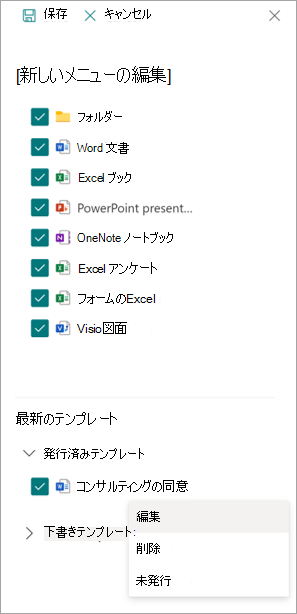 保存 キャンセル
[新しいメニューの編集]
フォルダー
Word 文書
Excel ブック
PowerPoint present...
OneNote ノートブック
Excel アンケート
フォームのExcel
Visio図面
最新のテンプレート
発行済みテンプレート
コンサルティングの同意
編集
下書きテンプレート:
削除
未発行